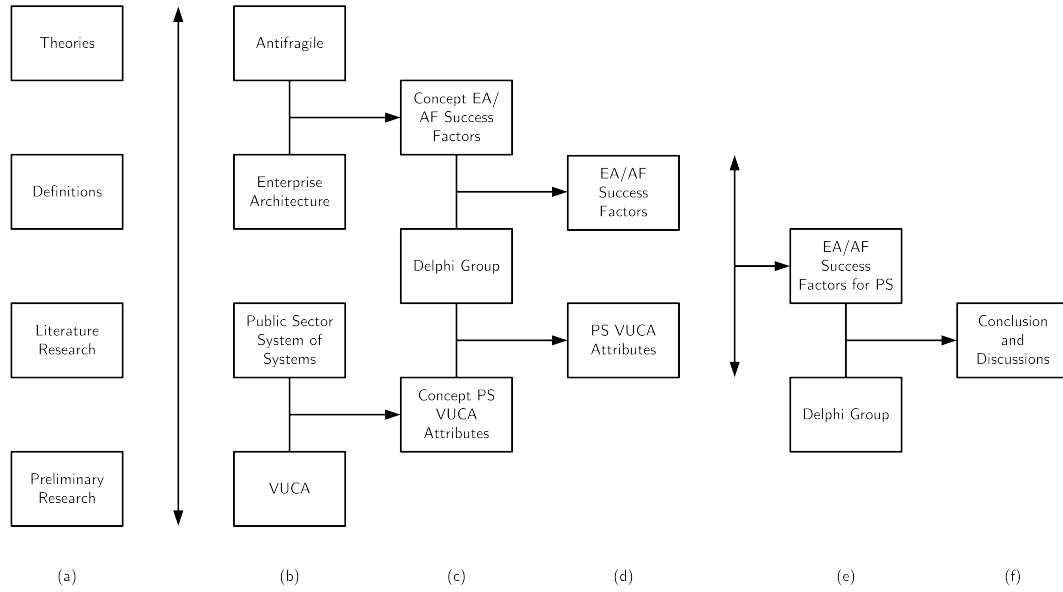 Theories
Definitions
Literature
Research
Preliminary
Research
(a)
Antifragile
Enterprise
Architecture
Public Sector
System of
Systems
VUCA
(b)
Concept EA/
AF Success
Factors
Delphi Group
Concept PS
VUCA
Attributes
(c)
EA/AF
Success
Factors
PS VUCA
Attributes
(d)
EA/AF
Success
Factors for PS
Delphi Group
(e)
Conclusion
and
Discussions
(f)